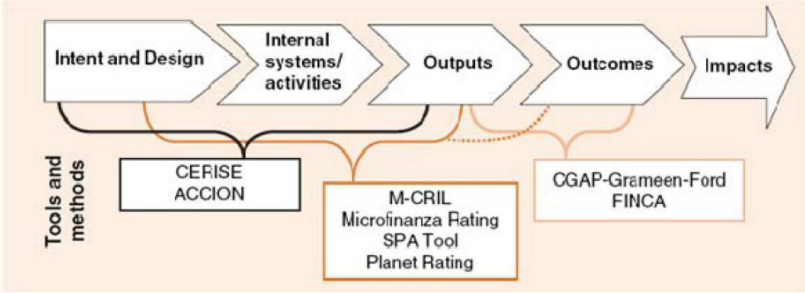 Intent and Design
Internal
systems/
activities
Outputs
Outcomes
Impacts
Tools and
methods
CERISE
ACCION
M-CRIL
Microfinanza Rating
SPA Tool
Planet Rating
CGAP-Grameen-Ford
FINCA